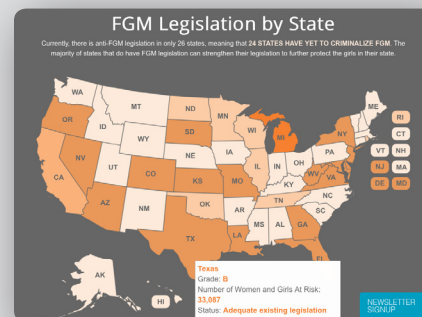 FGM Legislation by State
Currently, there is anti-FGM legislation in only 26 states, meaning that 24 STATES HAVE YET TO CRIMINALIZE FGM. The
majority of states that do have FGM legislation can strengthen their legislation to further protect the girls in their state.
WA
MT
ND
MN
ME
OR
ID
SD
WI
MI
NY
RI
WY
CT
IA
PA
VT
NH
NE
NV
UT
IL
IN
OH
NJ
MA
CO
WV
VA
DE
MD
CA
KS
MO
KY
NC
TN
AZ
OK
AR
SC
NM
MS
AL
GA
TX
LA
FL
AK
HI
Texas
Grade: B
Number of Women and Girls At Risk:
33,087
Status: Adequate existing legislation
NEWSLETTER
SIGNUP